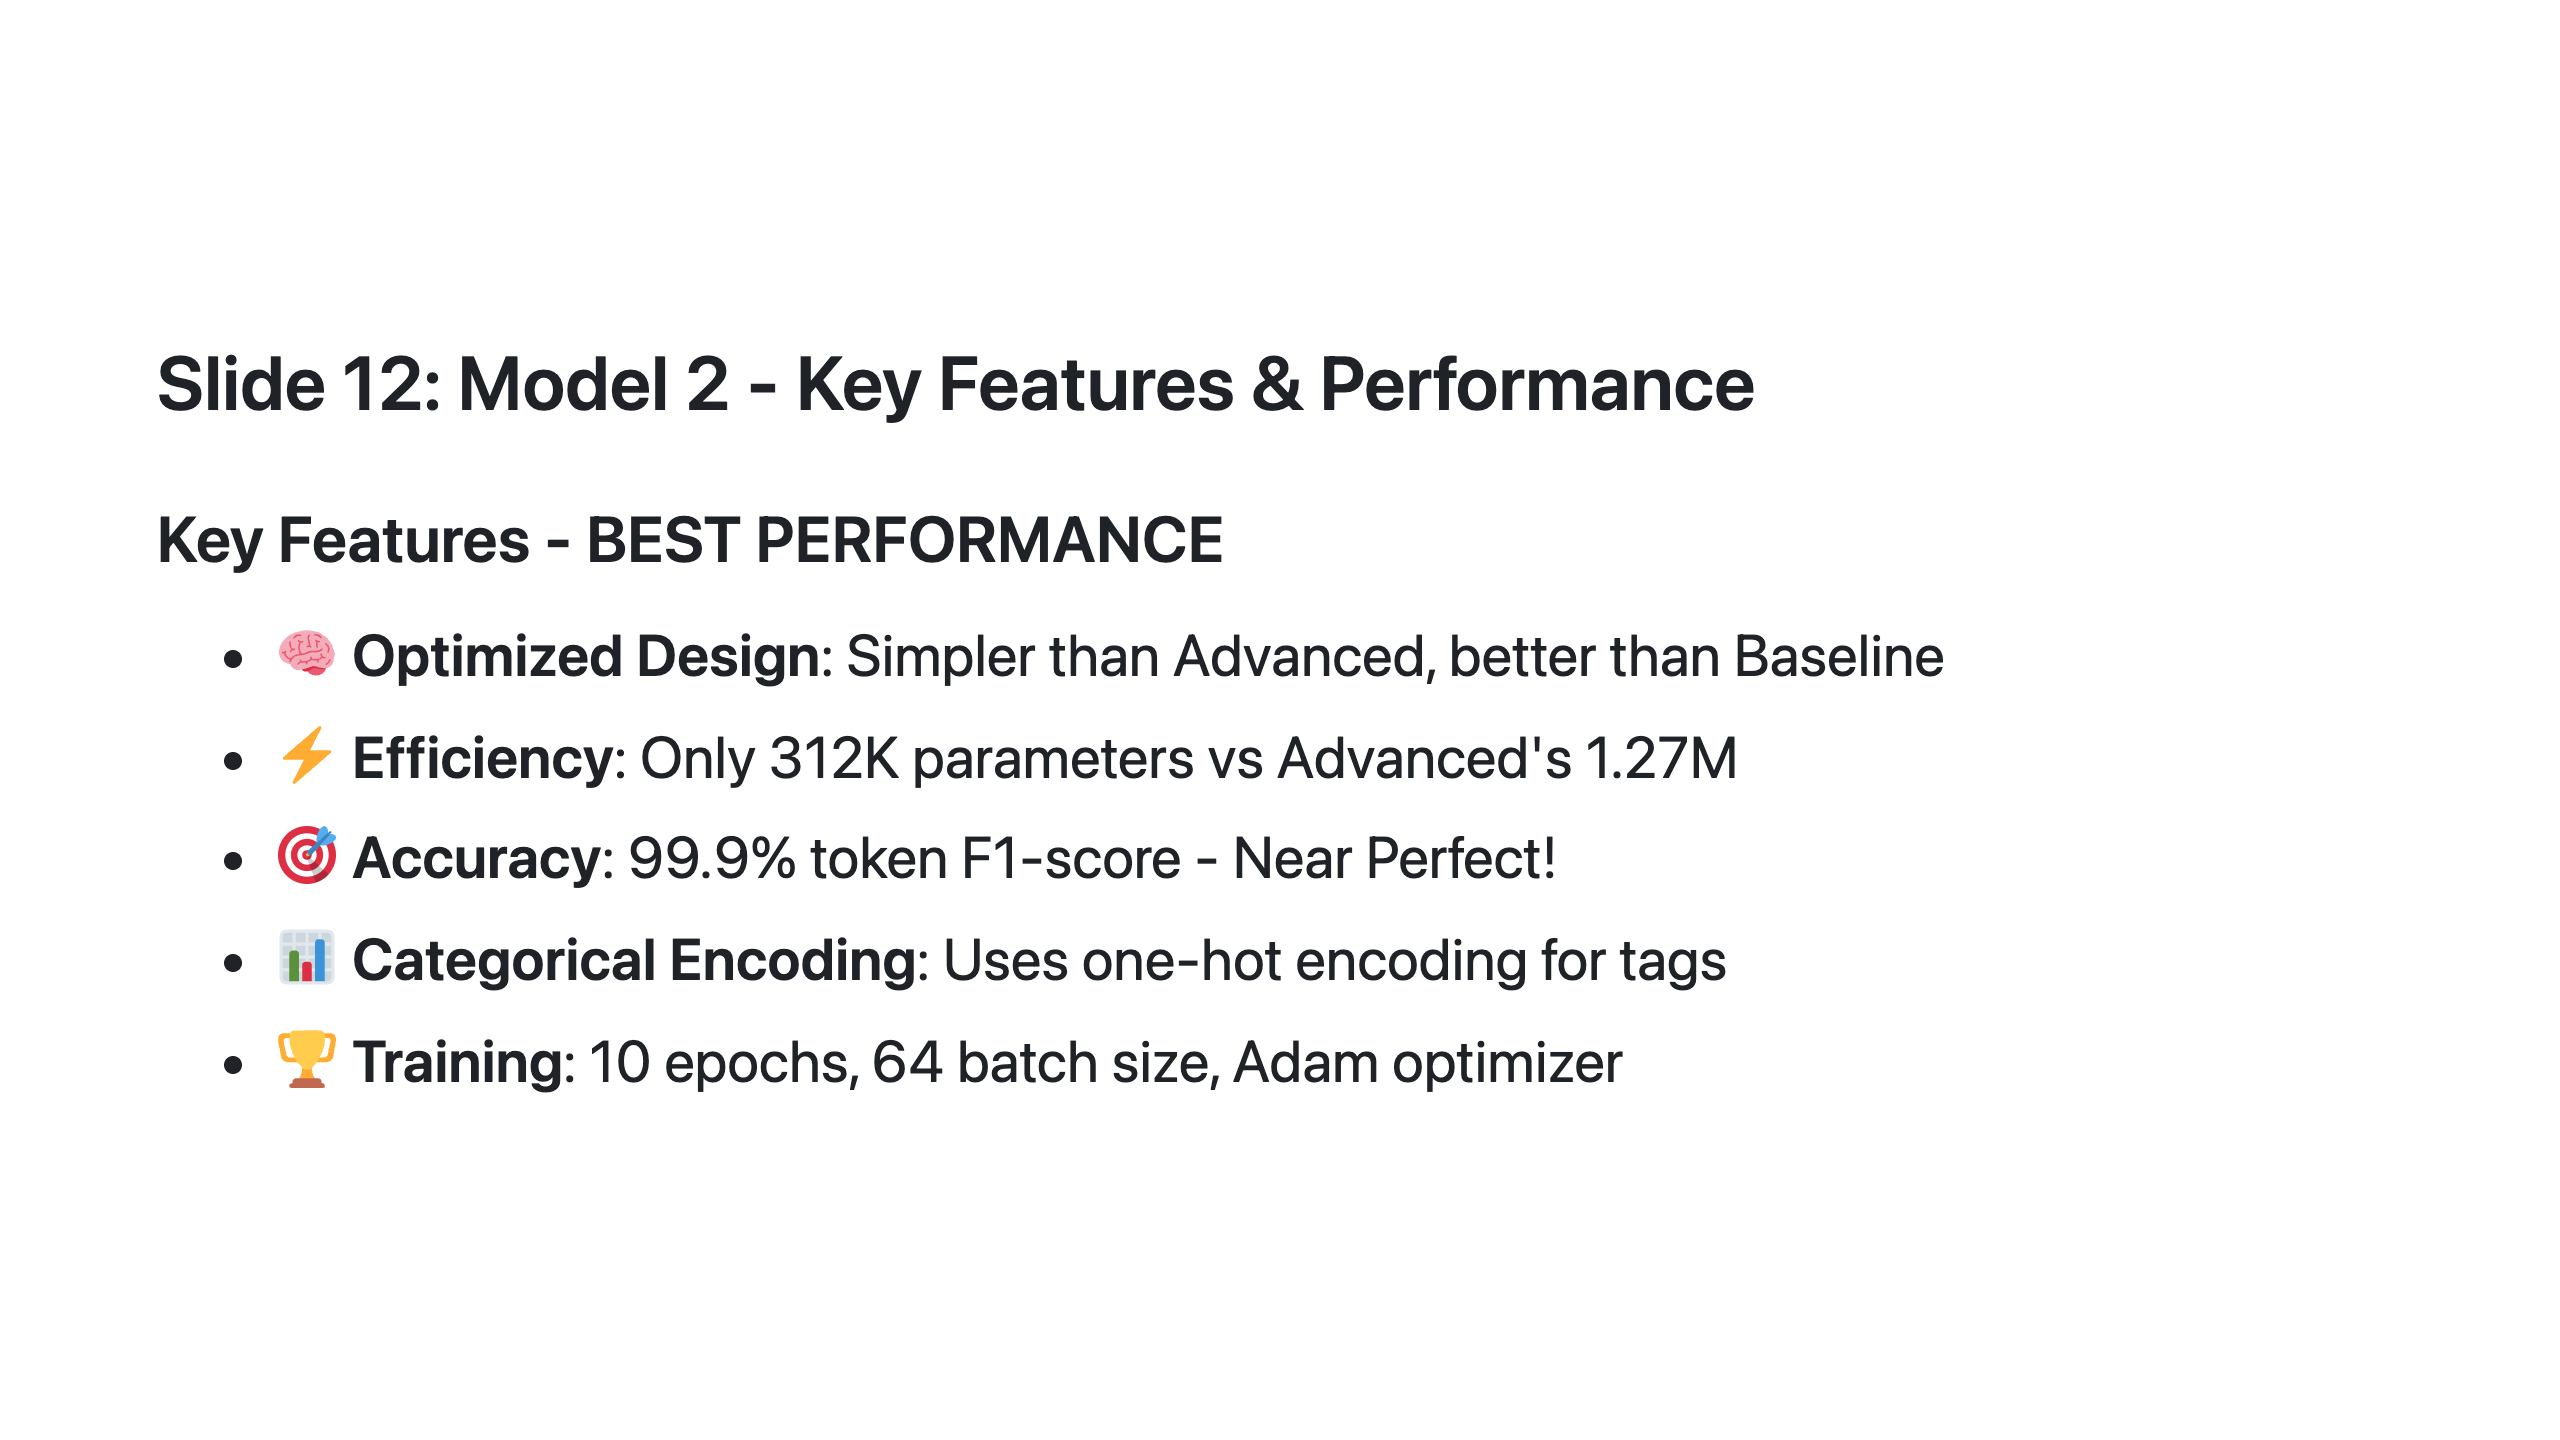 Slide 12: Model 2 - Key Features & Performance
Key Features - BEST PERFORMANCE
• 🧠 Optimized Design: Simpler than Advanced, better than Baseline
• ⚡ Efficiency: Only 312K parameters vs Advanced's 1.27M
• 🎯 Accuracy: 99.9% token F1-score - Near Perfect!
• 📊 Categorical Encoding: Uses one-hot encoding for tags
• 🏆 Training: 10 epochs, 64 batch size, Adam optimizer